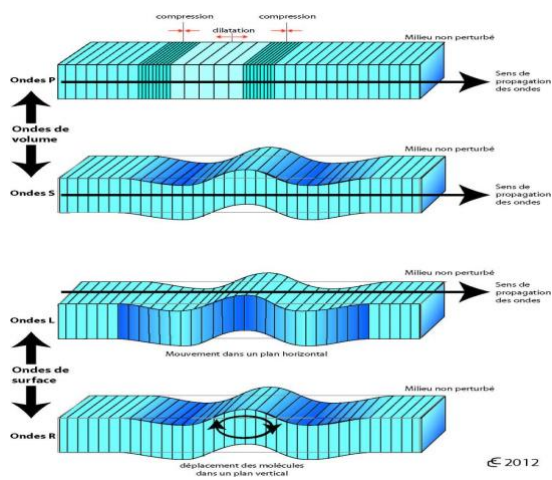 compression
compression
dilatation
Milieu non perturbé
Ondes P
Sens de
propagation
des ondes
Ondes de
volume
Milieu non perturbé
Ondes S
Sens de
propagation
des ondes
Milieu non perturbé
Sens de
propagation
des ondes
Ondes L
Mouvement dans un plan horizontal
Ondes de
surface
Milieu non perturbé
Ondes R
déplacement des molécules
dans un plan vertical
2012